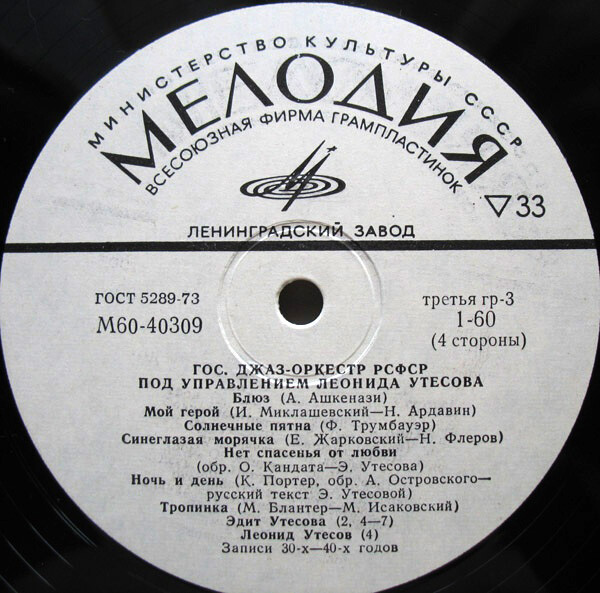 МИНИСТЕРСТВО КУЛЬТУРЫ СССР
МЕЛОДИЯ
ВСЕСОЮЗНАЯ ФИРМА ГРАМПЛАСТИНОК
33
ЛЕНИНГРАДСКИЙ ЗАВОД
ГОСТ 5289-73
М60-40309
третья гр-3
1-60
(4 стороны)
ГОС. ДЖАЗ-ОРКЕСТР РСФСР
ПОД УПРАВЛЕНИЕМ ЛЕОНИДА УТЕСОВА
Блюз (А. Ашкенази)
Мой герой (И. Миклашевский—Н. Ардавин)
Солнечные пятна (Ф. Трумбауэр)
Синеглазая морячка (Е. Жарковский—Н. Флеров)
Нет спасенья от любви
(обр. О. Кандата—Э. Утесова)
Ночь и день (К. Портер, обр. А. Островского—
русский текст Э. Утесовой)
Тропинка (М. Блантер—М. Исаковский)
Эдит Утесова (2, 4—7)
Леонид Утесов (4)
Записи 30-х—40-х годов